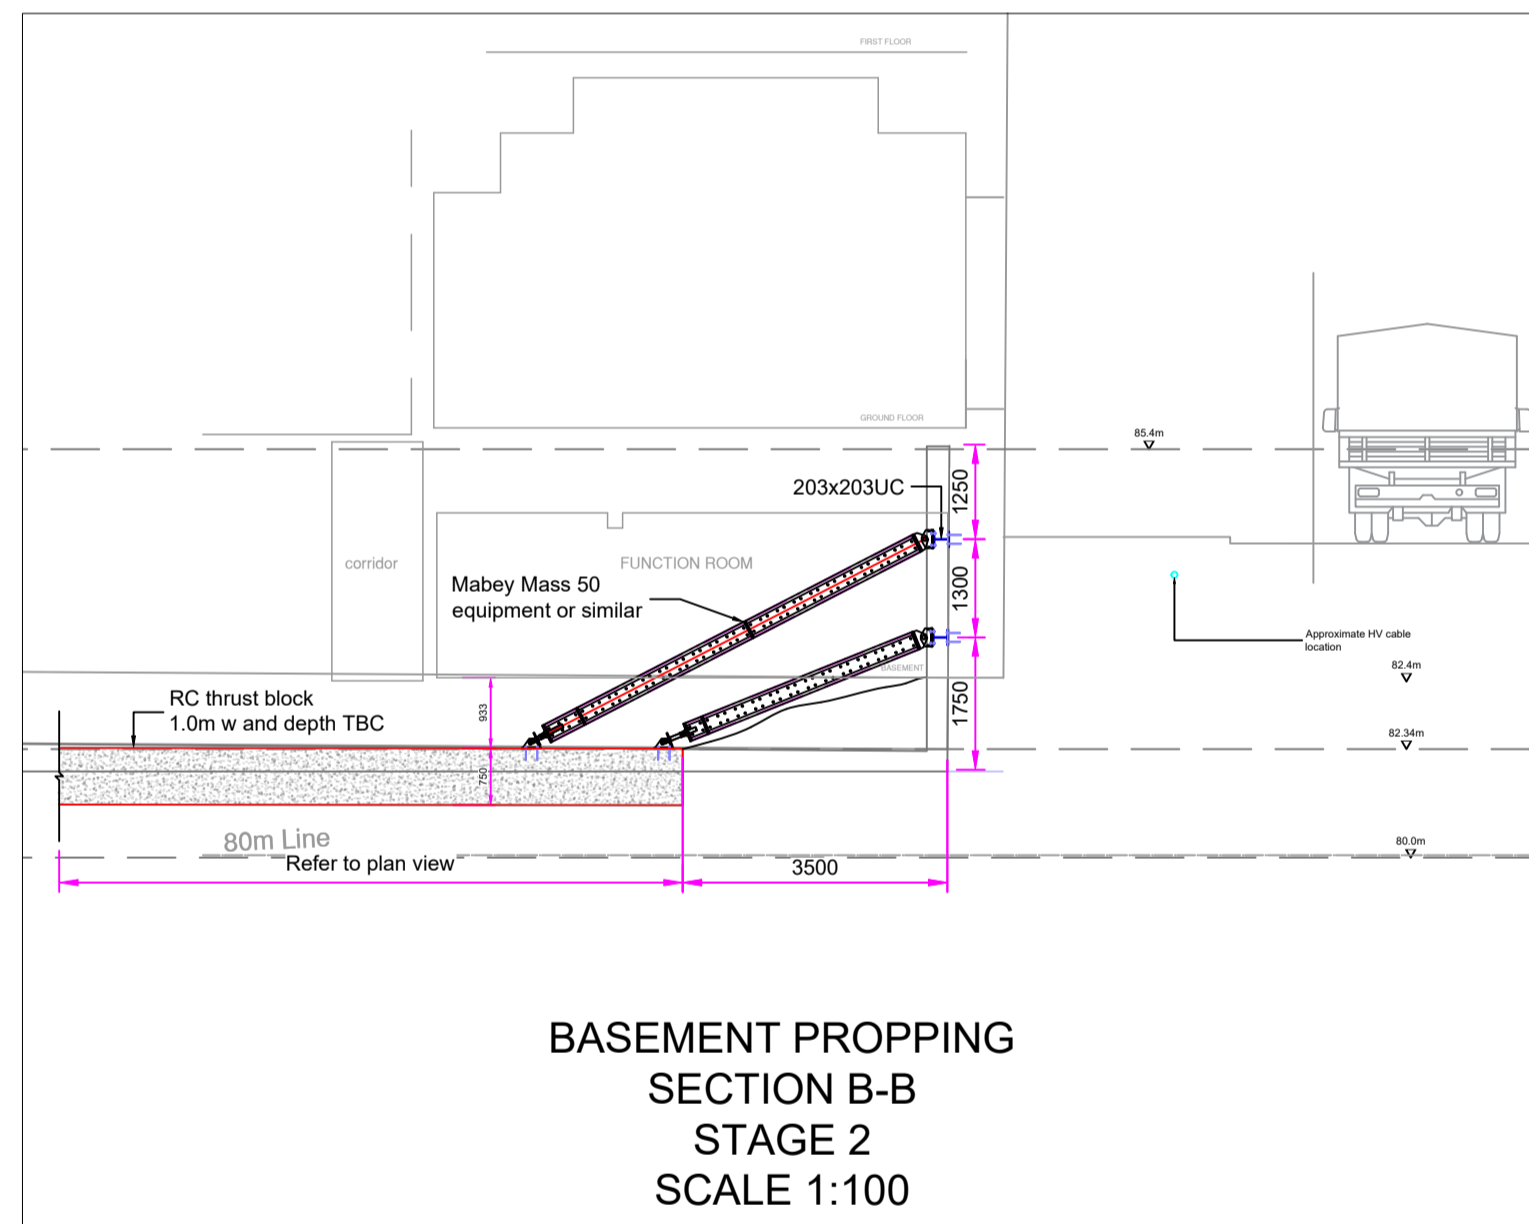 FIRST FLOOR
GROUND FLOOR
85.4m
1250
203x203UC
corridor
FUNCTION ROOM
Mabey Mass 50
equipment or similar
1300
Approximate HV cable
location
BASEMENT
82.4m
RC thrust block
1.0m w and depth TBC
933
1750
82.34m
750
80m Line
80.0m
Refer to plan view
3500
BASEMENT PROPPING
SECTION B-B
STAGE 2
SCALE 1:100